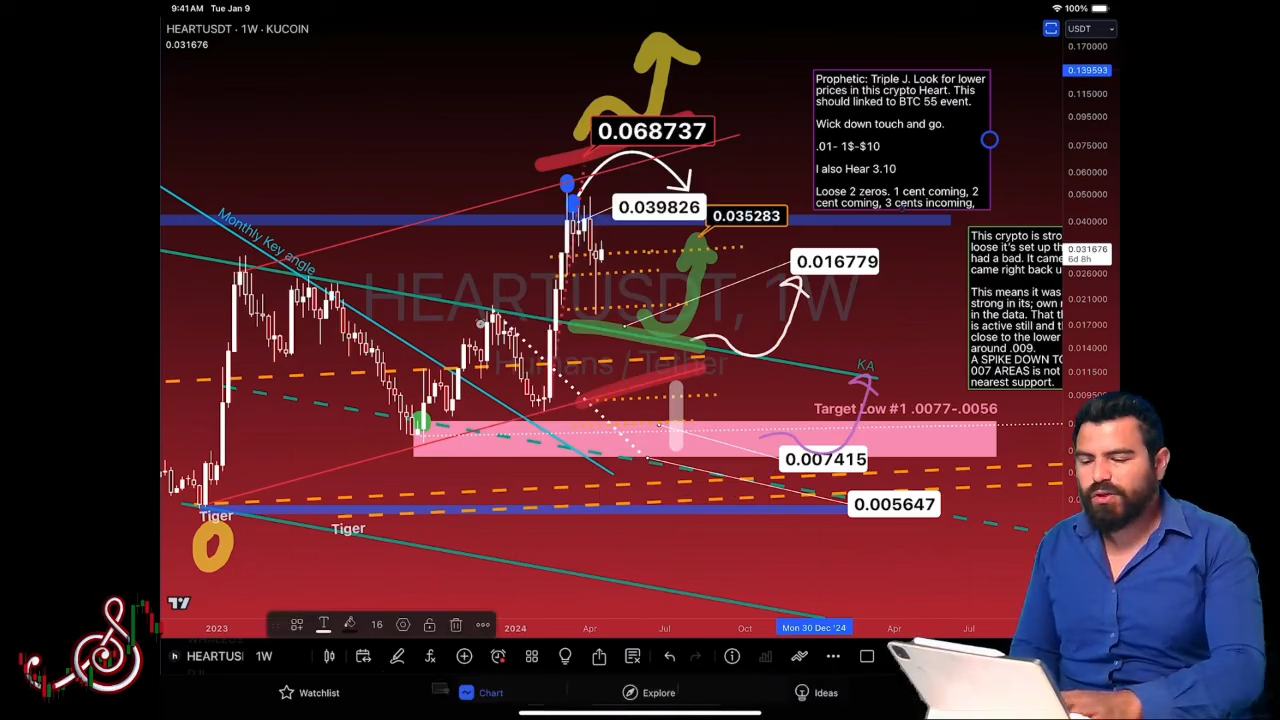 9:41AM Tue Jan 9
100%
HEARTUSDT · 1W · KUCOIN
0.031676
USDT
0.170000
0.139593
0.115000
0.095000
0.075000
0.060000
0.050000
0.040000
0.031676
6d 8h
0.026000
0.021000
0.017000
0.014000
0.011500
Prophetic: Triple J. Look for lower
prices in this crypto Heart. This
should linked to BTC 55 event.
Wick down touch and go.
.01- 1$-$10
I also Hear 3.10
Loose 2 zeros. 1 cent coming, 2
cent coming, 3 cents incoming,
This crypto is stro
loose it's set up th
had a bad. It came
came right back u
This means it was
strong in its; own
in the data. That th
is active still and th
close to the lower
around .009.
A SPIKE DOWN TO
007 AREAS is not
nearest support.
0.068737
0.039826
0.035283
0.016779
Monthly Key angle
HEARTUSDT, 1W
Humans / Tether
KA
Target Low #1 .0077-.0056
0.007415
0.005647
Tiger
Tiger
2023
2024
Apr
Jul
Oct
Mon 30 Dec '24
Apr
Jul
16
HEARTUSI
1W
Watchlist
Chart
Explore
Ideas